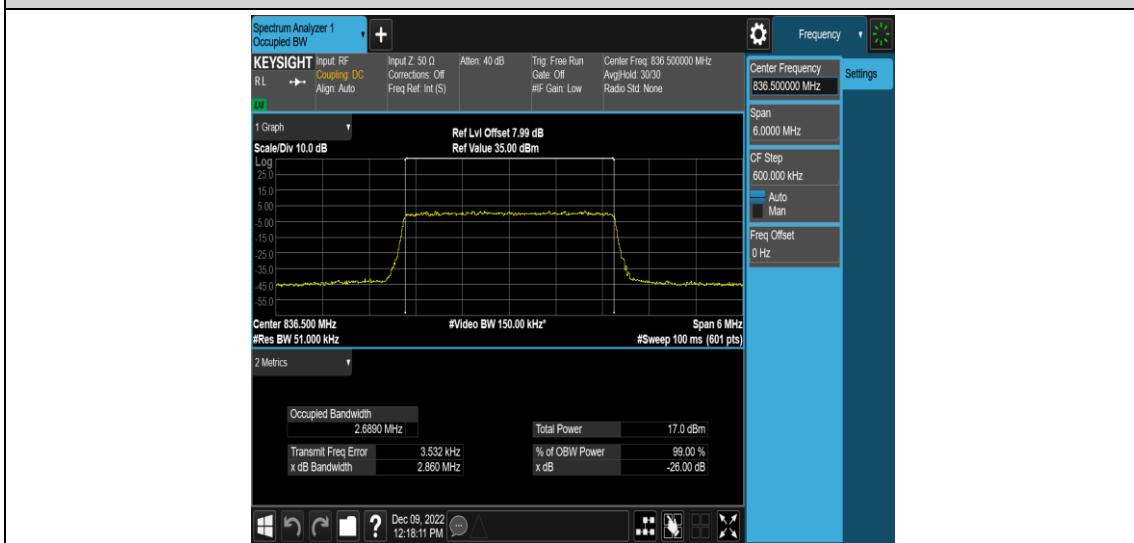 Spectrum Analyzer 1
Occupied BW
Frequency
KEYSIGHT Input: RF Input Z: 50 Ω Atten: 40 dB Trig: Free Run Center Freq: 836.500000 MHz
RL Coupling: DC Corrections: Off Gate: Off Avg|Hold: 30/30
Align: Auto Freq Ref: Int (S) #IF Gain: Low Radio Std: None
LXI
Center Frequency
836.500000 MHz
Settings
Span
6.0000 MHz
CF Step
600.000 kHz
Auto
Man
Freq Offset
0 Hz
1 Graph
Ref Lvl Offset 7.99 dB
Scale/Div 10.0 dB Ref Value 35.00 dBm
Log
25.0
15.0
5.00
-5.00
-15.0
-25.0
-35.0
-45.0
-55.0
Center 836.500 MHz #Video BW 150.00 kHz* Span 6 MHz
#Res BW 51.000 kHz #Sweep 100 ms (601 pts)
2 Metrics
Occupied Bandwidth
2.6890 MHz Total Power 17.0 dBm
Transmit Freq Error 3.532 kHz % of OBW Power 99.00 %
x dB Bandwidth 2.860 MHz x dB -26.00 dB
?
Dec 09, 2022
12:18:11 PM